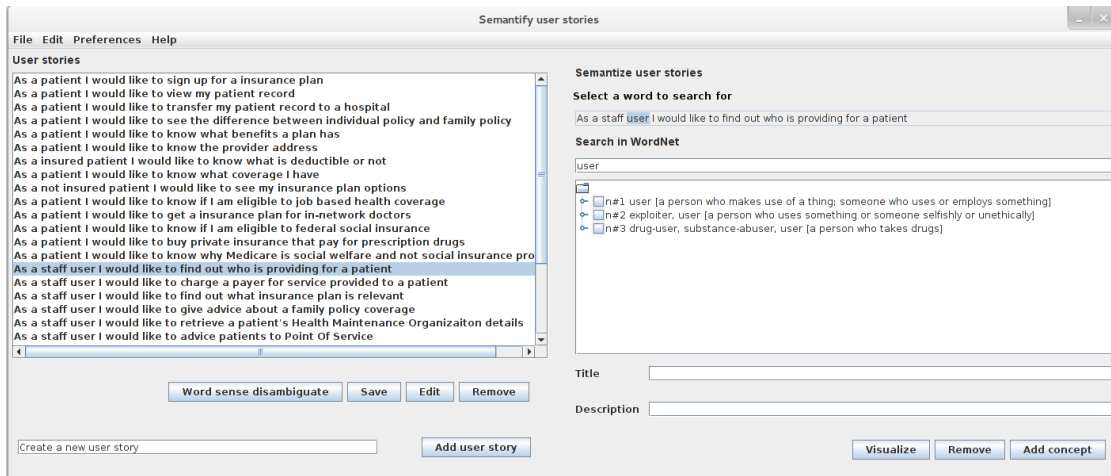 Semantify user stories
File Edit Preferences Help
User stories
As a patient I would like to sign up for a insurance plan
As a patient I would like to view my patient record
As a patient I would like to transfer my patient record to a hospital
As a patient I would like to see the difference between individual policy and family policy
As a patient I would like to know what benefits a plan has
As a patient I would like to know the provider address
As a insured patient I would like to know what is deductible or not
As a patient I would like to know what coverage I have
As a not insured patient I would like to see my insurance plan options
As a patient I would like to know if I am eligible to job based health coverage
As a patient I would like to get a insurance plan for in-network doctors
As a patient I would like to know if I am eligible to federal social insurance
As a patient I would like to buy private insurance that pay for prescription drugs
As a patient I would like to know why Medicare is social welfare and not social insurance pro
As a staff user I would like to find out who is providing for a patient
As a staff user I would like to charge a payer for service provided to a patient
As a staff user I would like to find out what insurance plan is relevant
As a staff user I would like to give advice about a family policy coverage
As a staff user I would like to retrieve a patient's Health Maintenance Organizaiton details
As a staff user I would like to advice patients to Point Of Service
Word sense disambiguate Save Edit Remove
Create a new user story Add user story
Semantize user stories
Select a word to search for
As a staff user I would like to find out who is providing for a patient
Search in WordNet
user
n#1 user [a person who makes use of a thing; someone who uses or employs something]
n#2 exploiter, user [a person who uses something or someone selfishly or unethically]
n#3 drug-user, substance-abuser, user [a person who takes drugs]
Title
Description
Visualize Remove Add concept